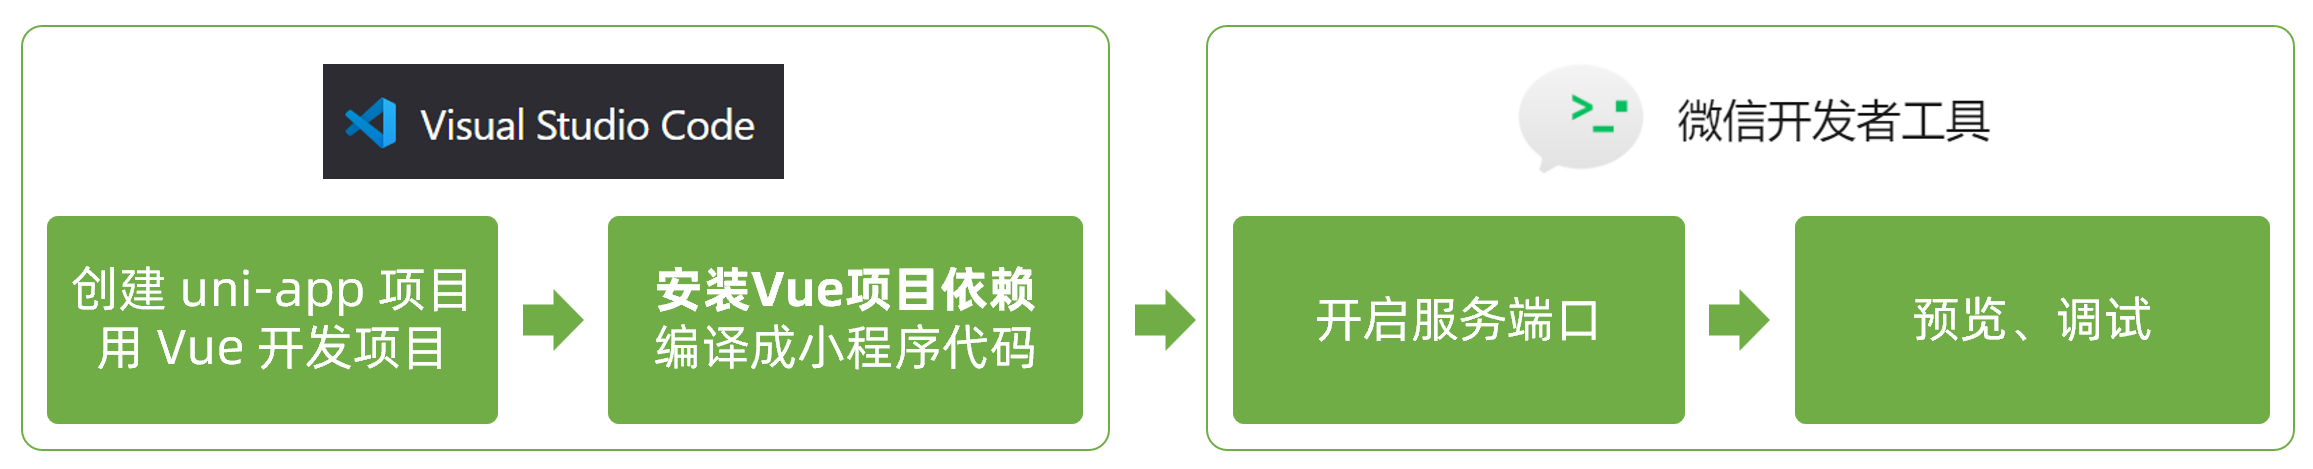 Visual Studio Code
创建 uni-app 项目
用 Vue 开发项目
安装Vue项目依赖
编译成小程序代码
微信开发者工具
开启服务端口
预览、调试